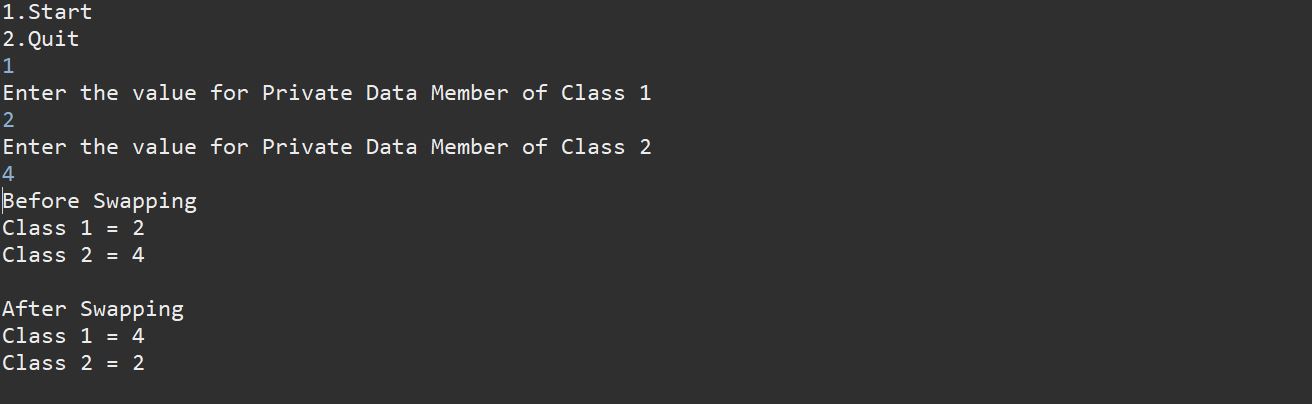 1.Start
2.Quit
1
Enter the value for Private Data Member of Class 1
2
Enter the value for Private Data Member of Class 2
4
Before Swapping
Class 1 = 2
Class 2 = 4
After Swapping
Class 1 = 4
Class 2 = 2